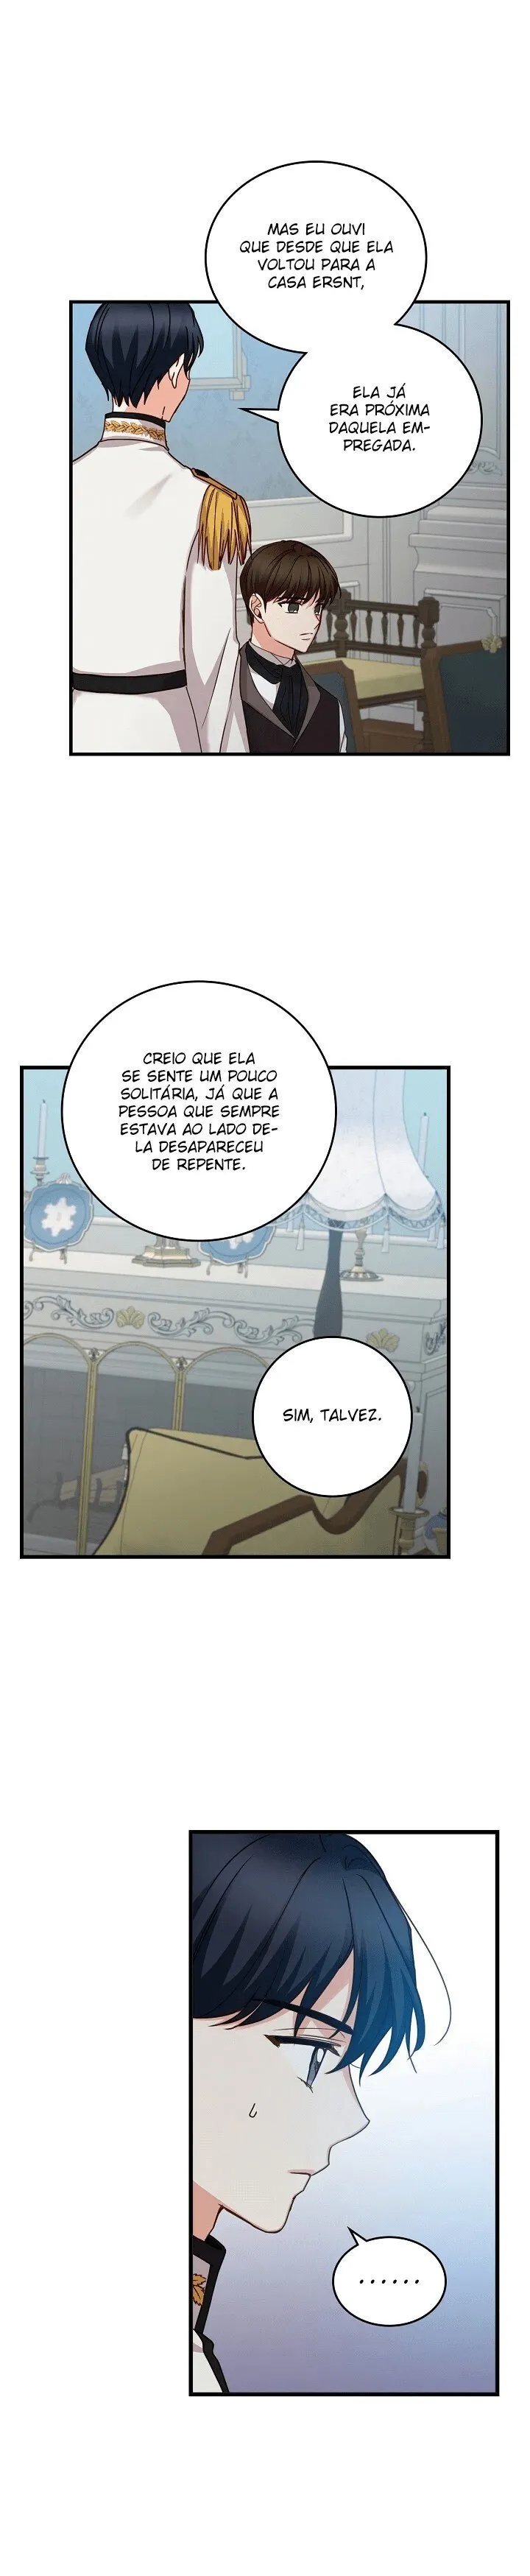 MAS EU OUVI
QUE DESDE QUE ELA
VOLTOU PARA A
CASA ERSNT,
ELA JÁ
ERA PRÓXIMA
DAQUELA EM-
PREGADA.
CREIO QUE ELA
SE SENTE UM POUCO
SOLITÁRIA, JÁ QUE A
PESSOA QUE SEMPRE
ESTAVA AO LADO DE-
LA DESAPARECEU
DE REPENTE.
SIM, TALVEZ.
......